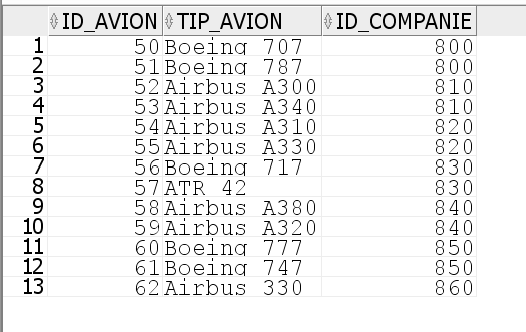 ID_AVION TIP_AVION ID_COMPANIE
1 50 Boeing 707 800
2 51 Boeing 787 800
3 52 Airbus A300 810
4 53 Airbus A340 810
5 54 Airbus A310 820
6 55 Airbus A330 820
7 56 Boeing 717 830
8 57 ATR 42 830
9 58 Airbus A380 840
10 59 Airbus A320 840
11 60 Boeing 777 850
12 61 Boeing 747 850
13 62 Airbus 330 860